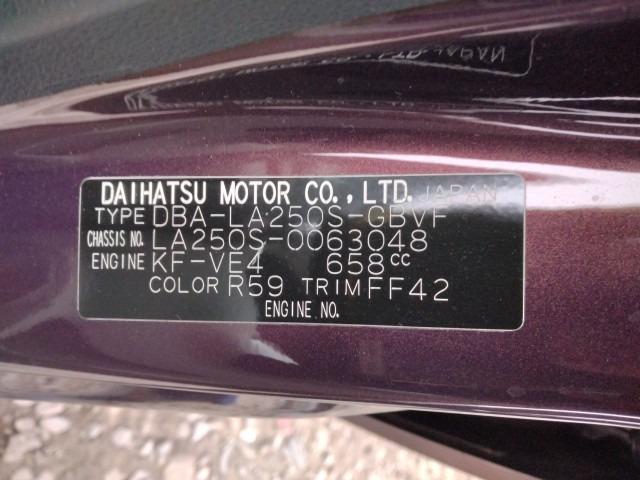 DAIHATSU MOTOR CO., LTD. JAPAN
TYPE DBA-LA250S-GBVF
CHASSIS NO. LA250S-0063048
ENGINE KF-VE4 658cc
COLOR R59 TRIM FF42
ENGINE NO.